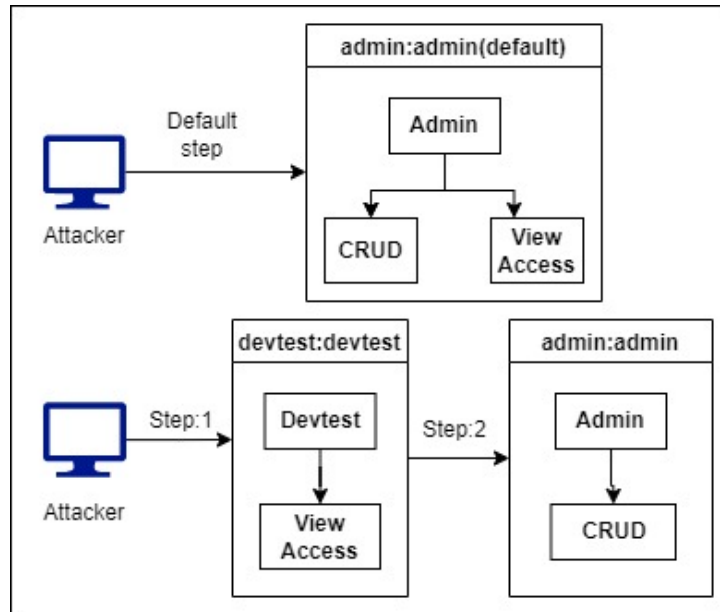 admin:admin(default)
Admin
Default
step
CRUD
View
Access
Attacker
devtest:devtest
admin:admin
Step:1
Devtest
Step:2
Admin
View
Access
CRUD
Attacker